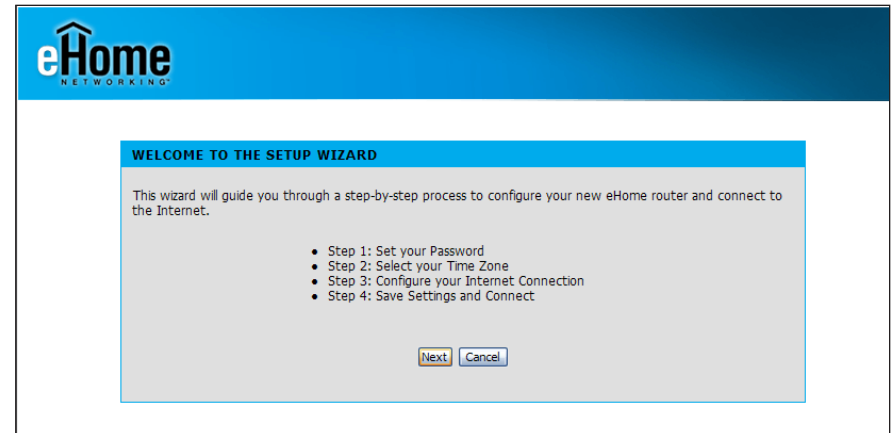 eHome
NETWORKING™
WELCOME TO THE SETUP WIZARD
This wizard will guide you through a step-by-step process to configure your new eHome router and connect to
the Internet.
• Step 1: Set your Password
• Step 2: Select your Time Zone
• Step 3: Configure your Internet Connection
• Step 4: Save Settings and Connect
Next Cancel